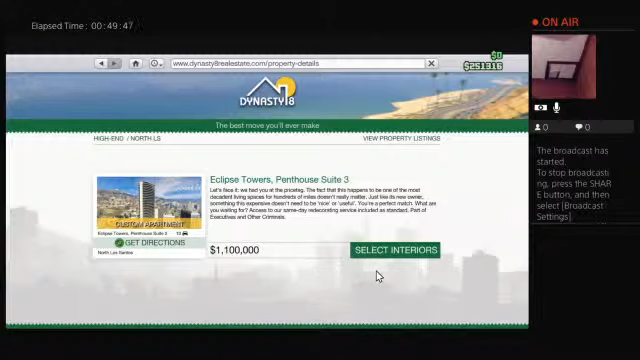 Elapsed Time : 00:49:47
ON AIR
www.dynasty8realestate.com/property-details
$0
$251316
DYNASTY8
The best move you'll ever make
HIGH-END / NORTH LS
VIEW PROPERTY LISTINGS
Eclipse Towers, Penthouse Suite 3
Let's face it: we had you at the pricetag. The fact that this happens to be one of the most
decadent living spaces for hundreds of miles doesn't really matter. Just like its new owner,
something this expensive doesn't need to be 'nice' or 'useful'. You're a perfect match. What are
you waiting for? Access to our same-day redecorating service included as standard. Part of
Executives and Other Criminals.
CUSTOM APARTMENT
Eclipse Towers, Penthouse Suite 3 10
GET DIRECTIONS
North Los Santos
$1,100,000
SELECT INTERIORS
0
0
The broadcast has
started.
To stop broadcasti
ng, press the SHAR
E button, and then
select [Broadcast
Settings].